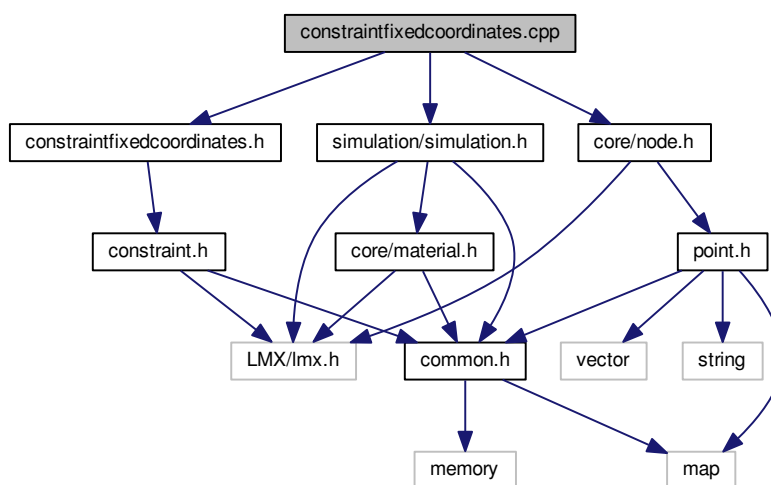 constraintfixedcoordinates.cpp
constraintfixedcoordinates.h
simulation/simulation.h
core/node.h
constraint.h
core/material.h
point.h
LMX/lmx.h
common.h
vector
string
memory
map